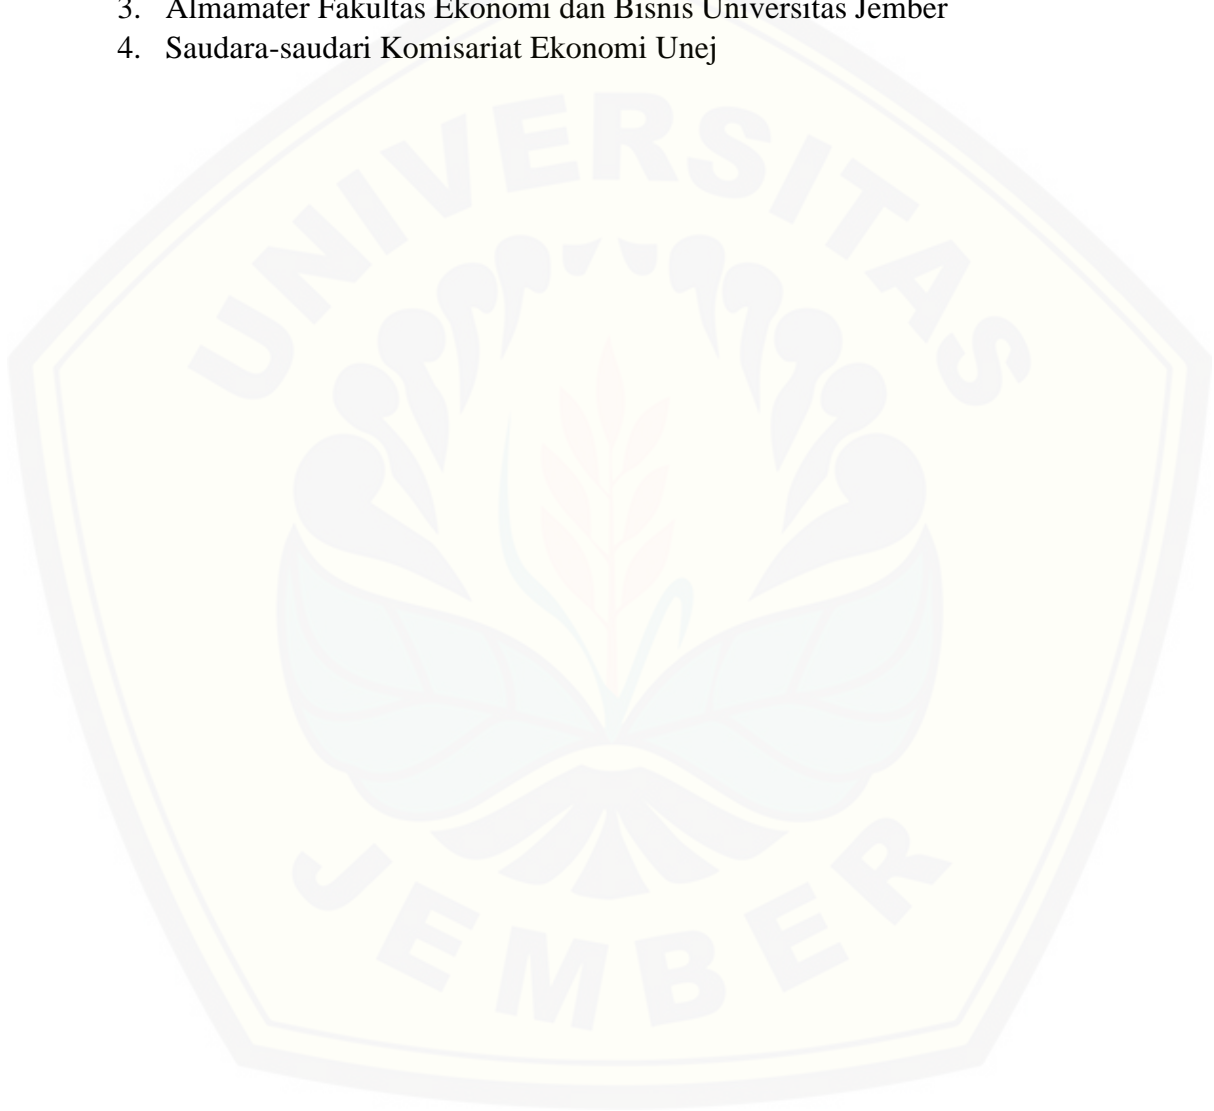 3. Almamater Fakultas Ekonomi dan Bisnis Universitas Jember
4. Saudara-saudari Komisariat Ekonomi Unej
UNIVERSITAS
JEMBER